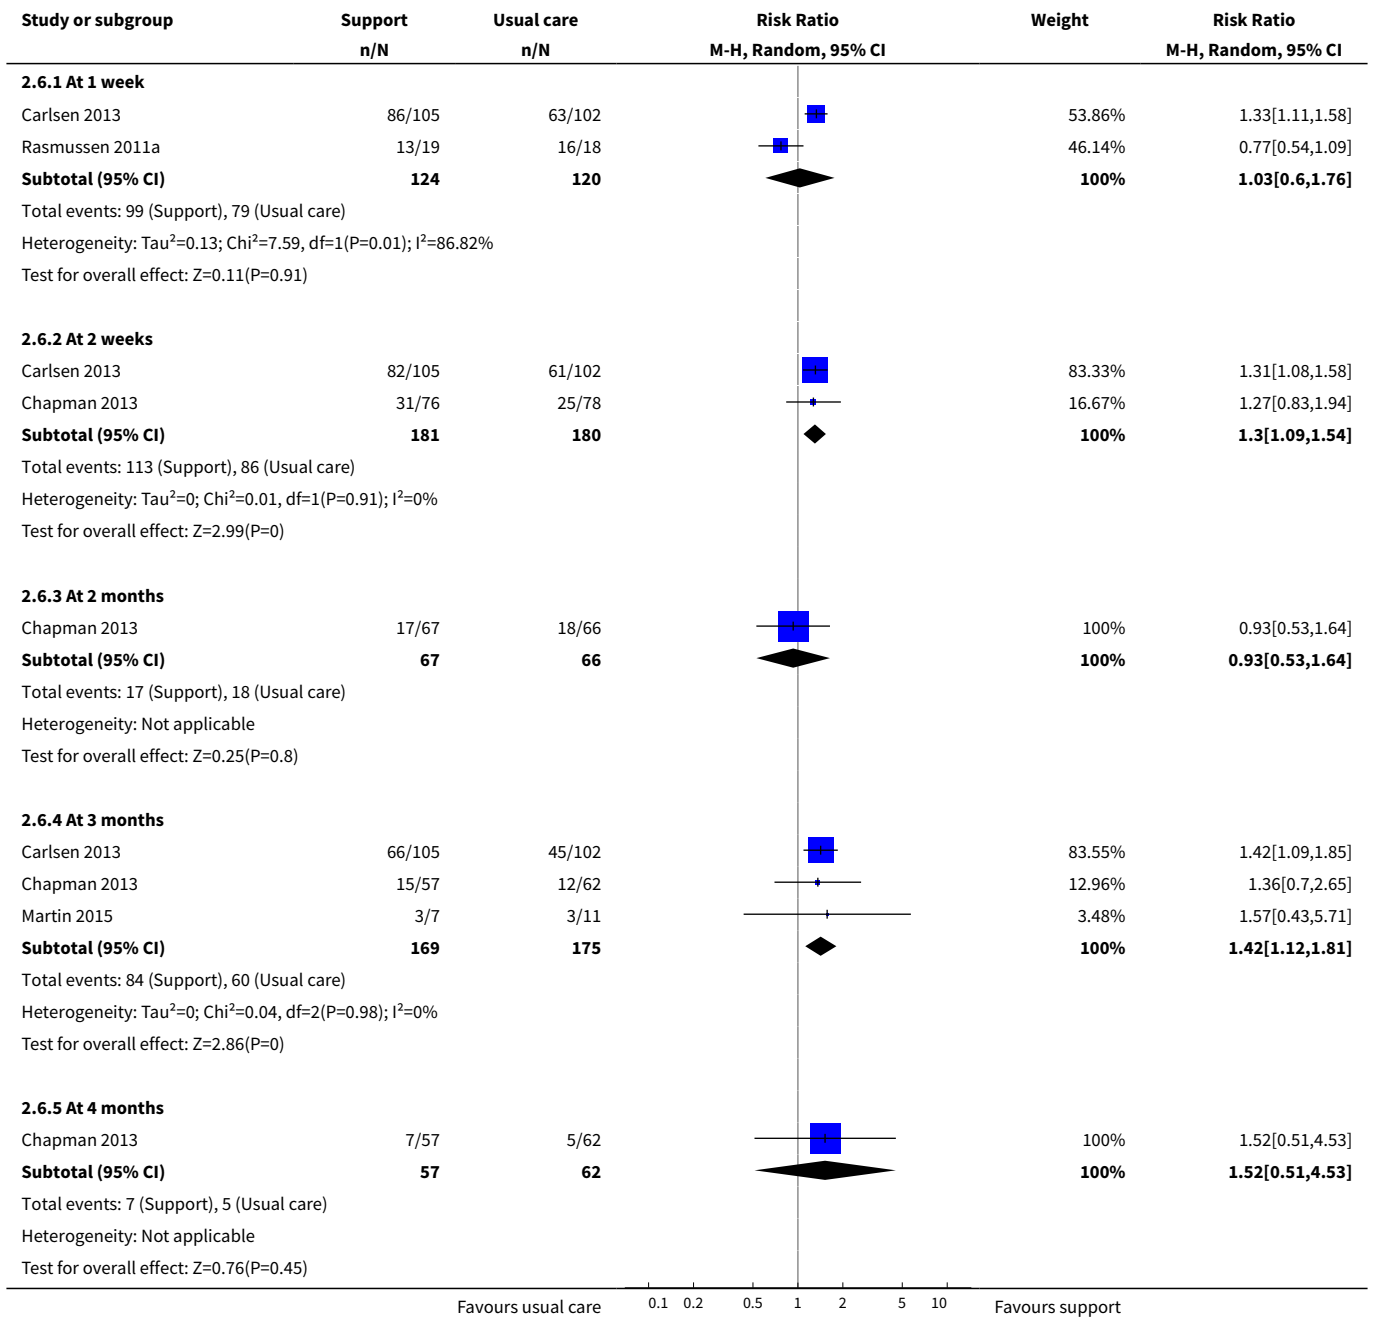 Study or subgroup Support Usual care Risk Ratio Weight Risk Ratio
n/N n/N M-H, Random, 95% CI M-H, Random, 95% CI
2.6.1 At 1 week
Carlsen 2013 86/105 63/102 53.86% 1.33[1.11,1.58]
Rasmussen 2011a 13/19 16/18 46.14% 0.77[0.54,1.09]
Subtotal (95% CI) 124 120 100% 1.03[0.6,1.76]
Total events: 99 (Support), 79 (Usual care)
Heterogeneity: Tau²=0.13; Chi²=7.59, df=1(P=0.01); I²=86.82%
Test for overall effect: Z=0.11(P=0.91)
2.6.2 At 2 weeks
Carlsen 2013 82/105 61/102 83.33% 1.31[1.08,1.58]
Chapman 2013 31/76 25/78 16.67% 1.27[0.83,1.94]
Subtotal (95% CI) 181 180 100% 1.3[1.09,1.54]
Total events: 113 (Support), 86 (Usual care)
Heterogeneity: Tau²=0; Chi²=0.01, df=1(P=0.91); I²=0%
Test for overall effect: Z=2.99(P=0)
2.6.3 At 2 months
Chapman 2013 17/67 18/66 100% 0.93[0.53,1.64]
Subtotal (95% CI) 67 66 100% 0.93[0.53,1.64]
Total events: 17 (Support), 18 (Usual care)
Heterogeneity: Not applicable
Test for overall effect: Z=0.25(P=0.8)
2.6.4 At 3 months
Carlsen 2013 66/105 45/102 83.55% 1.42[1.09,1.85]
Chapman 2013 15/57 12/62 12.96% 1.36[0.7,2.65]
Martin 2015 3/7 3/11 3.48% 1.57[0.43,5.71]
Subtotal (95% CI) 169 175 100% 1.42[1.12,1.81]
Total events: 84 (Support), 60 (Usual care)
Heterogeneity: Tau²=0; Chi²=0.04, df=2(P=0.98); I²=0%
Test for overall effect: Z=2.86(P=0)
2.6.5 At 4 months
Chapman 2013 7/57 5/62 100% 1.52[0.51,4.53]
Subtotal (95% CI) 57 62 100% 1.52[0.51,4.53]
Total events: 7 (Support), 5 (Usual care)
Heterogeneity: Not applicable
Test for overall effect: Z=0.76(P=0.45)
Favours usual care 0.1 0.2 0.5 1 2 5 10 Favours support